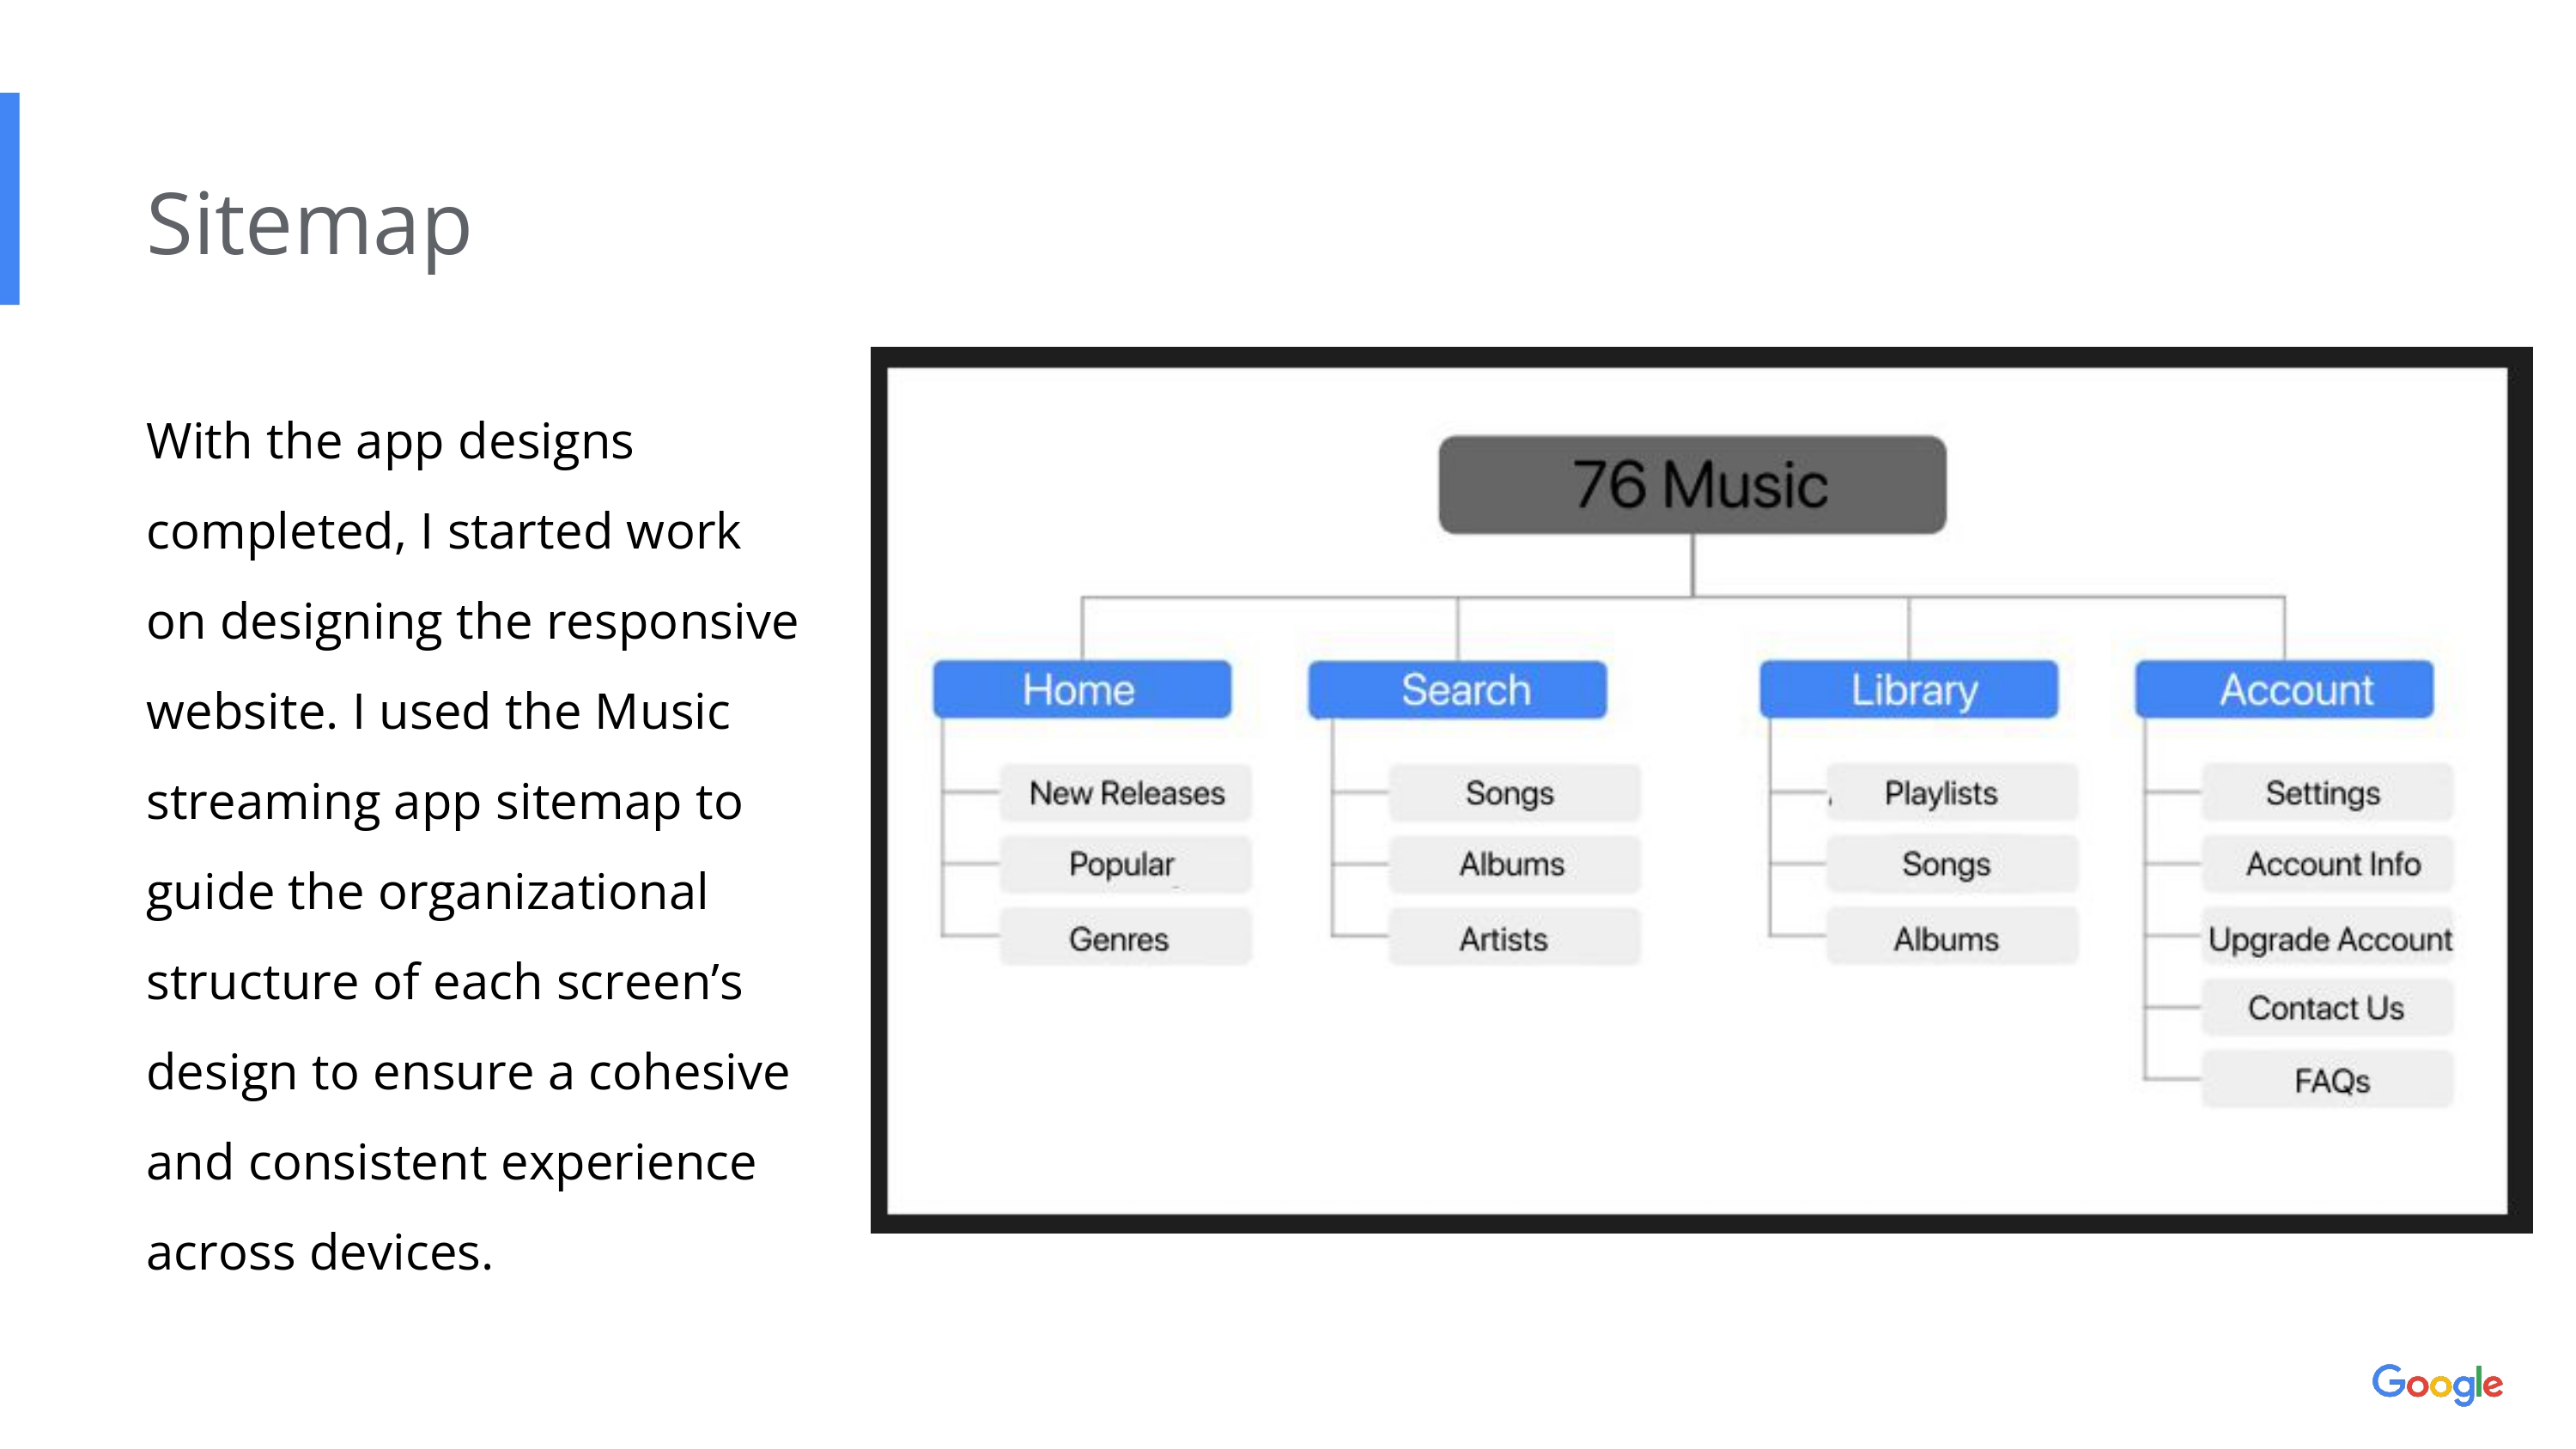 Sitemap
With the app designs
completed, I started work
on designing the responsive
website. I used the Music
streaming app sitemap to
guide the organizational
structure of each screen’s
design to ensure a cohesive
and consistent experience
across devices.
76 Music
Home
Search
Library
Account
New Releases
Popular
Genres
Songs
Albums
Artists
Playlists
Songs
Albums
Settings
Account Info
Upgrade Account
Contact Us
FAQs
Google